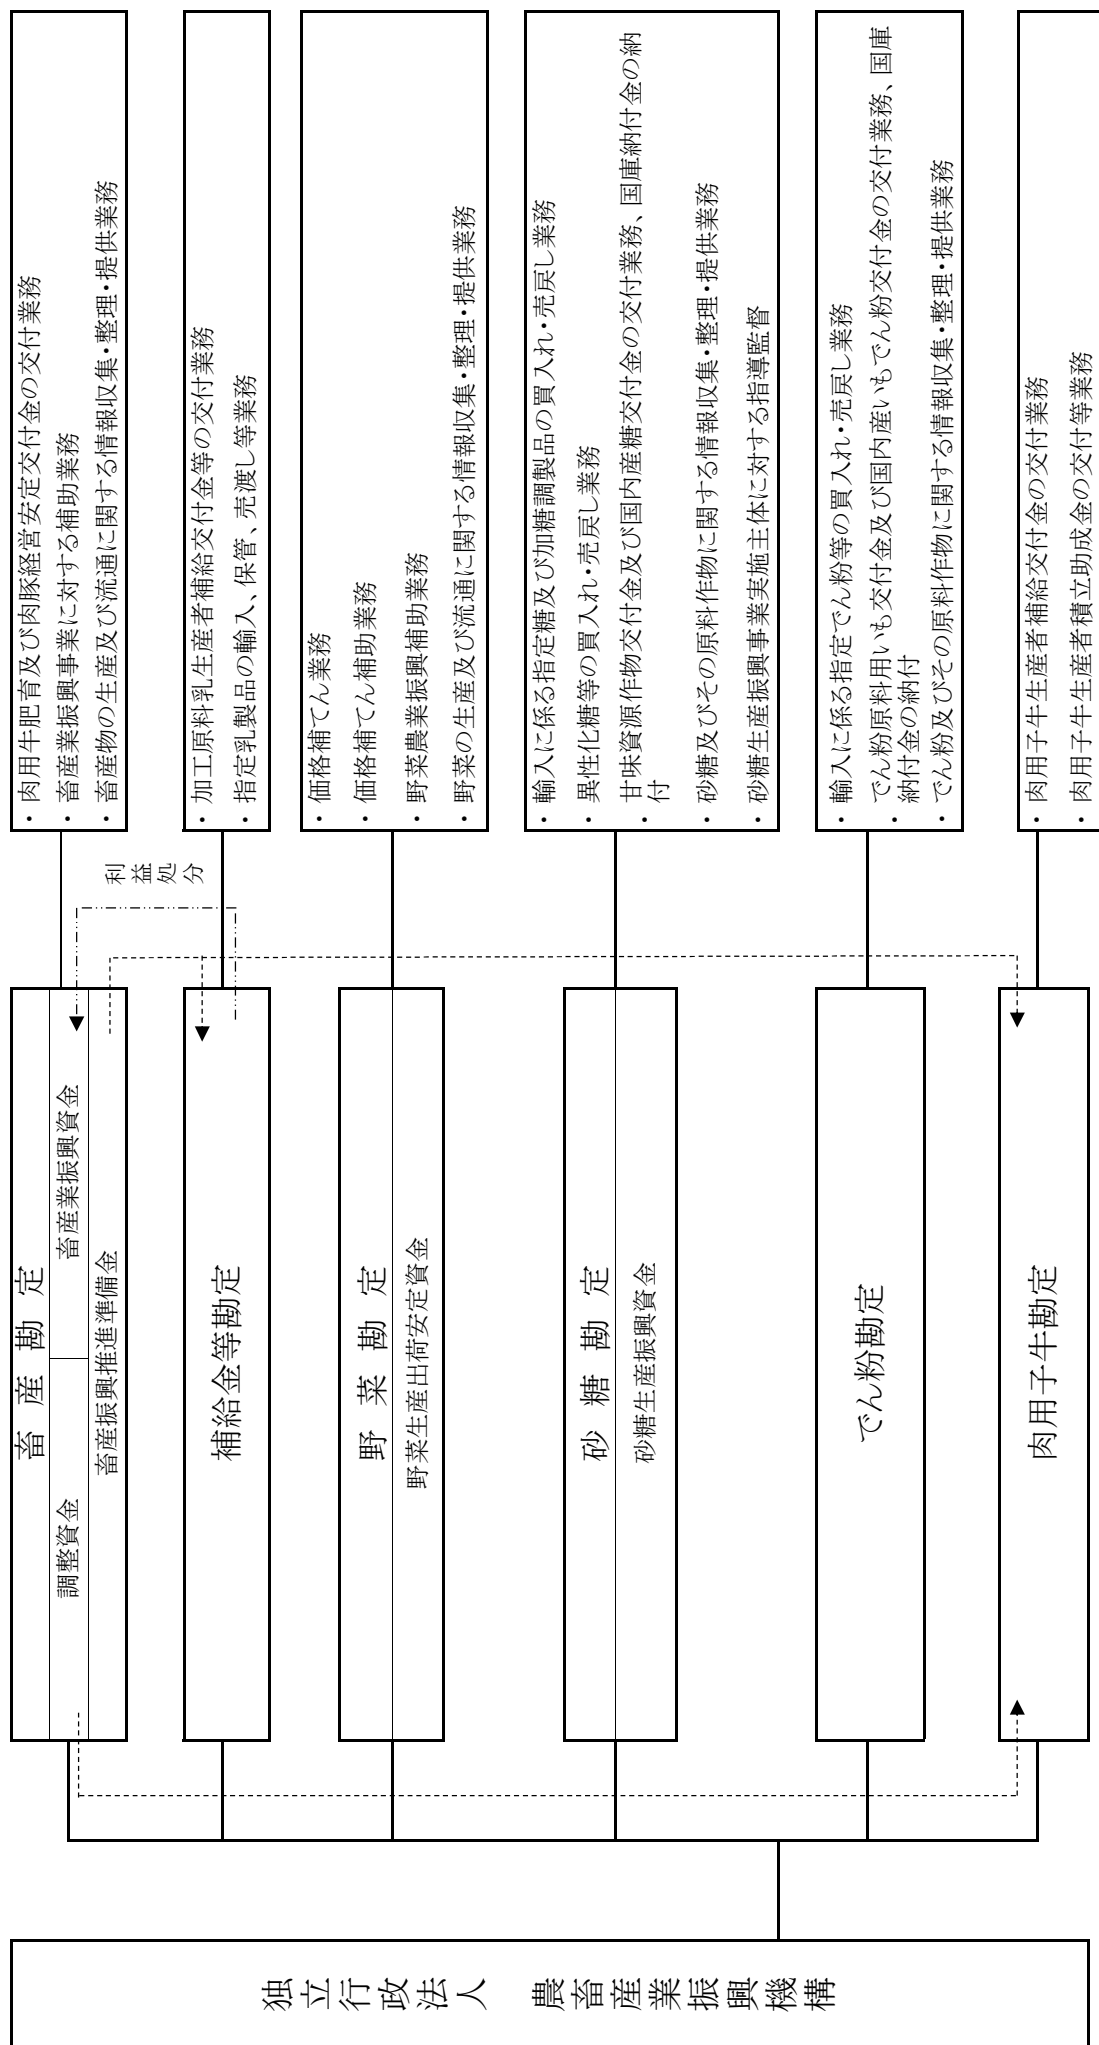 独立行政法人　農畜産業振興機構
畜産勘定
調整資金
畜産業振興資金
畜産振興推進準備金
利益処分
・肉用牛肥育及び肉豚経営安定交付金の交付業務
・畜産業振興事業に対する補助業務
・畜産物の生産及び流通に関する情報収集・整理・提供業務
補給金等勘定
・加工原料乳生産者補給交付金等の交付業務
・指定乳製品の輸入、保管、売渡し等業務
野菜勘定
野菜生産出荷安定資金
・価格補てん業務
・価格補てん補助業務
・野菜農業振興補助業務
・野菜の生産及び流通に関する情報収集・整理・提供業務
砂糖勘定
砂糖生産振興資金
・輸入に係る指定糖及び加糖調製品の買入れ・売戻し業務
・異性化糖等の買入れ・売戻し業務
・甘味資源作物交付金及び国内産糖交付金の交付業務、国庫納付金の納
付
・砂糖及びその原料作物に関する情報収集・整理・提供業務
・砂糖生産振興事業実施主体に対する指導監督
でん粉勘定
・輸入に係る指定でん粉等の買入れ・売戻し業務
・でん粉原料用いも交付金及び国内産いもでん粉交付金の交付業務、国庫
納付金の納付
・でん粉及びその原料作物に関する情報収集・整理・提供業務
肉用子牛勘定
・肉用子牛生産者補給交付金の交付業務
・肉用子牛生産者積立助成金の交付等業務